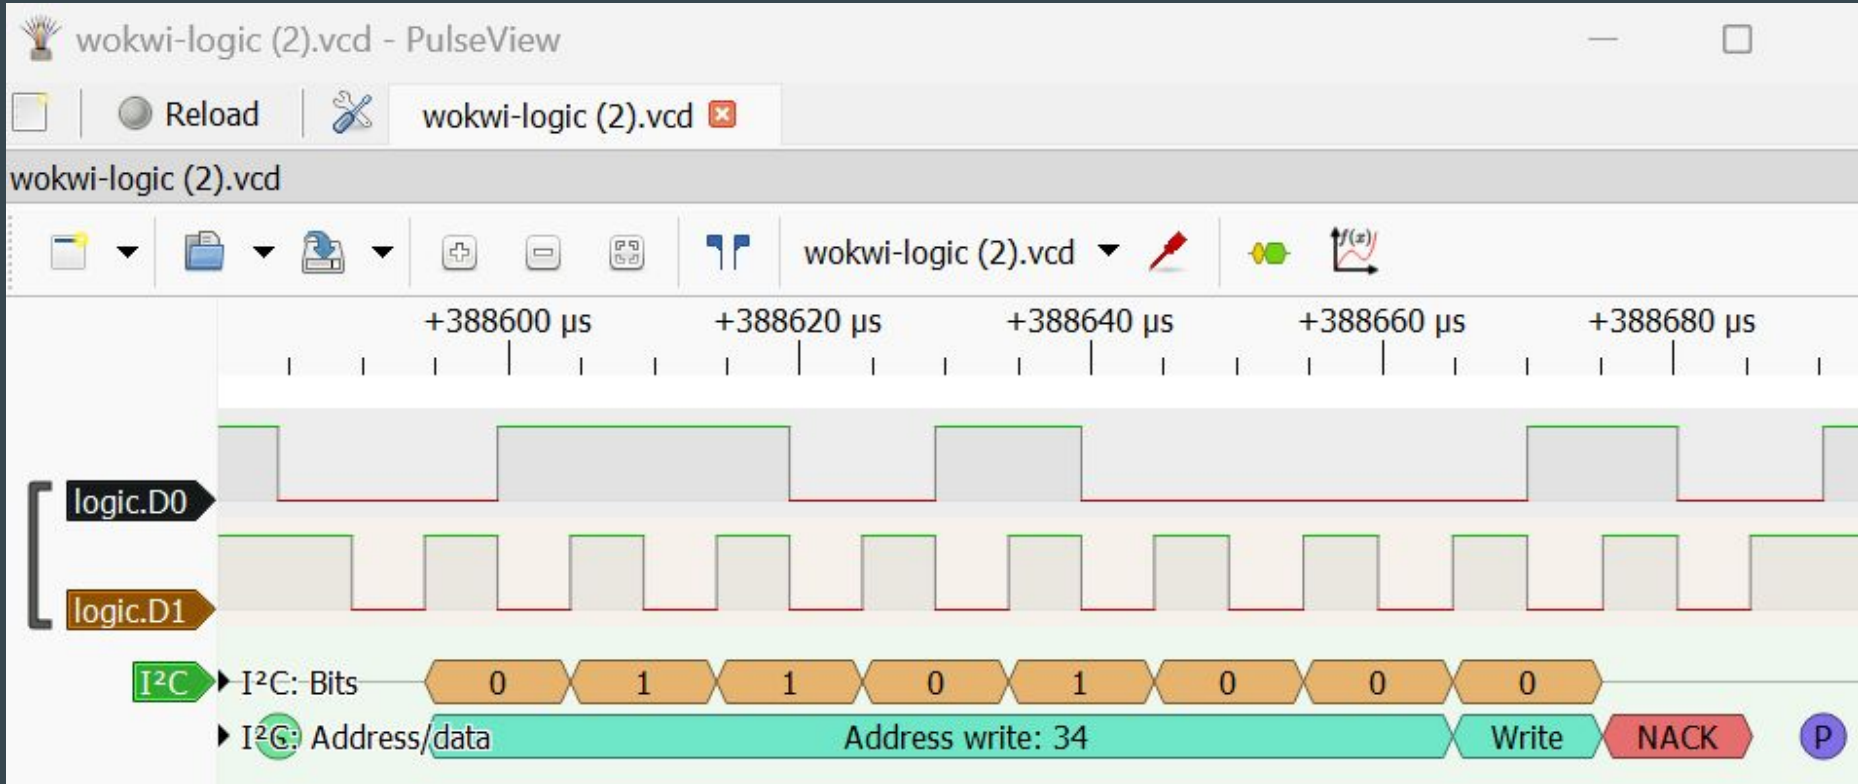 wokwi-logic (2).vcd - PulseView
Reload wokwi-logic (2).vcd
wokwi-logic (2).vcd
wokwi-logic (2).vcd f(x)
+388600 µs +388620 µs +388640 µs +388660 µs +388680 µs
logic.D0
logic.D1
I²C I²C: Bits 0 1 1 0 1 0 0 0
I²C: Address/data S Address write: 34 Write NACK P